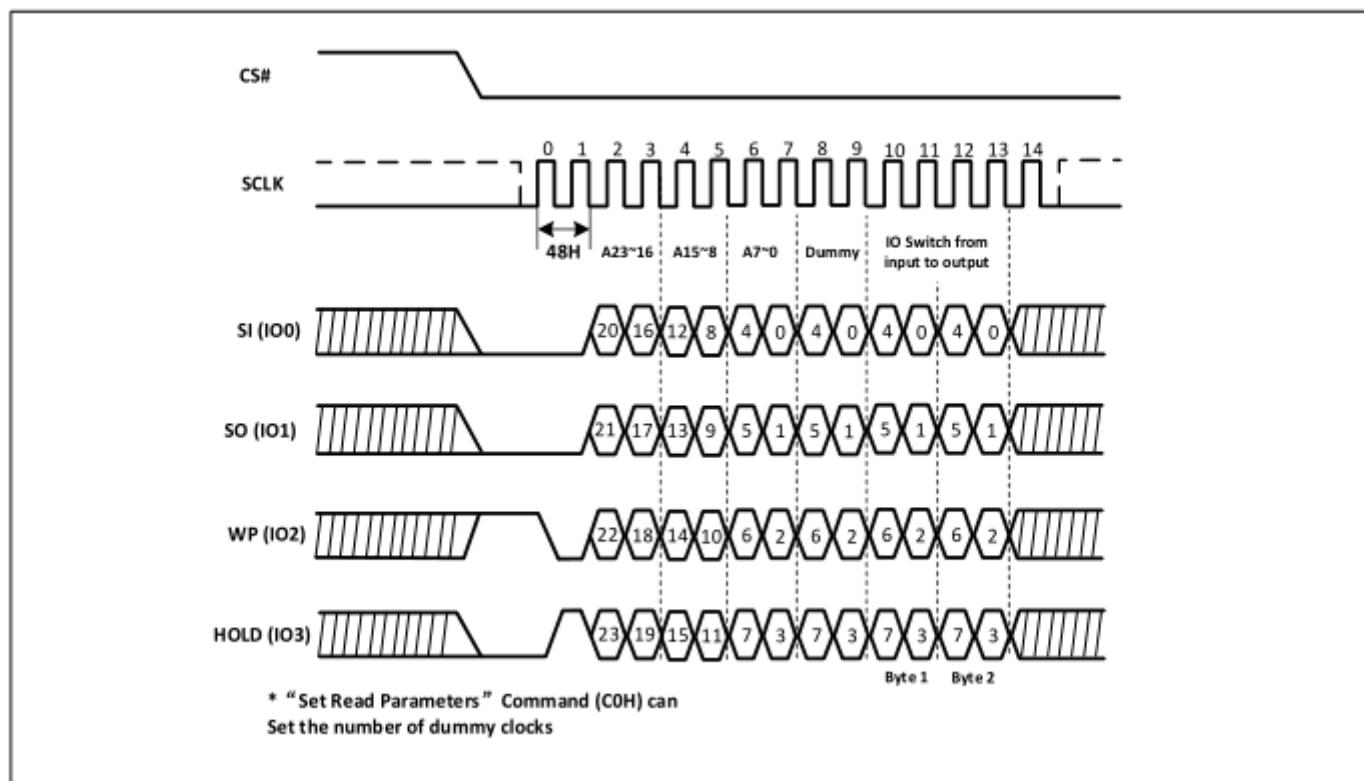 CS#
0 1 2 3 4 5 6 7 8 9 10 11 12 13 14
SCLK
48H A23~16 A15~8 A7~0 Dummy IO Switch from
input to output
SI (IO0) 20 16 12 8 4 0 4 0 4 0 4 0
SO (IO1) 21 17 13 9 5 1 5 1 5 1 5 1
WP (IO2) 22 18 14 10 6 2 6 2 6 2 6 2
HOLD (IO3) 23 19 15 11 7 3 7 3 7 3 7 3
Byte 1 Byte 2
* “Set Read Parameters” Command (C0H) can
Set the number of dummy clocks